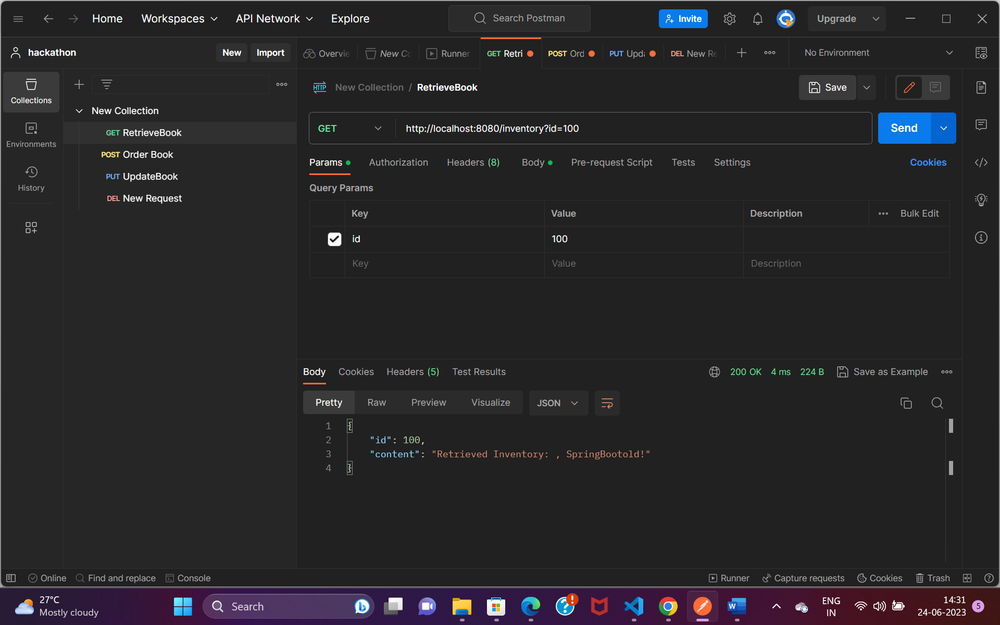 Home Workspaces API Network Explore Search Postman Invite Upgrade
hackathon New Import Overvie New Cc Runner GET Retri POST Ord PUT Upda DEL New Re No Environment
Collections
Environments
History
New Collection
GET RetrieveBook
POST Order Book
PUT UpdateBook
DEL New Request
HTTP New Collection / RetrieveBook Save
GET http://localhost:8080/inventory?id=100 Send
Params Authorization Headers (8) Body Pre-request Script Tests Settings Cookies
Query Params
Key Value Description Bulk Edit
id 100
Key Value Description
Body Cookies Headers (5) Test Results 200 OK 4 ms 224 B Save as Example
Pretty Raw Preview Visualize JSON
1 {
2 "id": 100,
3 "content": "Retrieved Inventory: , SpringBootold!"
4 }
Online Find and replace Console Runner Capture requests Cookies Trash
27°C
Mostly cloudy
Search
ENG
IN
14:31
24-06-2023
5